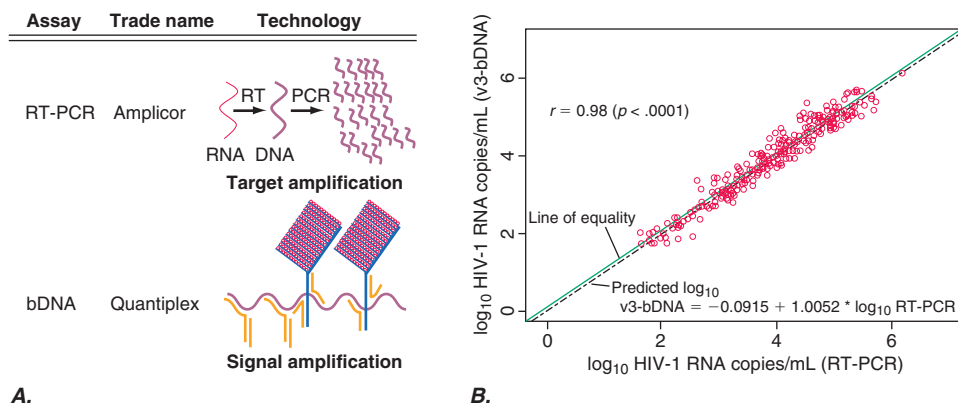 Assay Trade name Technology
RT-PCR Amplicor
RT PCR
RNA DNA
Target amplification
bDNA Quantiplex
Signal amplification
A.
log10 HIV-1 RNA copies/mL (v3-bDNA)
6
4
2
0
r = 0.98 (p < .0001)
Line of equality
Predicted log10
v3-bDNA = −0.0915 + 1.0052 * log10 RT-PCR
0 2 4 6
log10 HIV-1 RNA copies/mL (RT-PCR)
B.